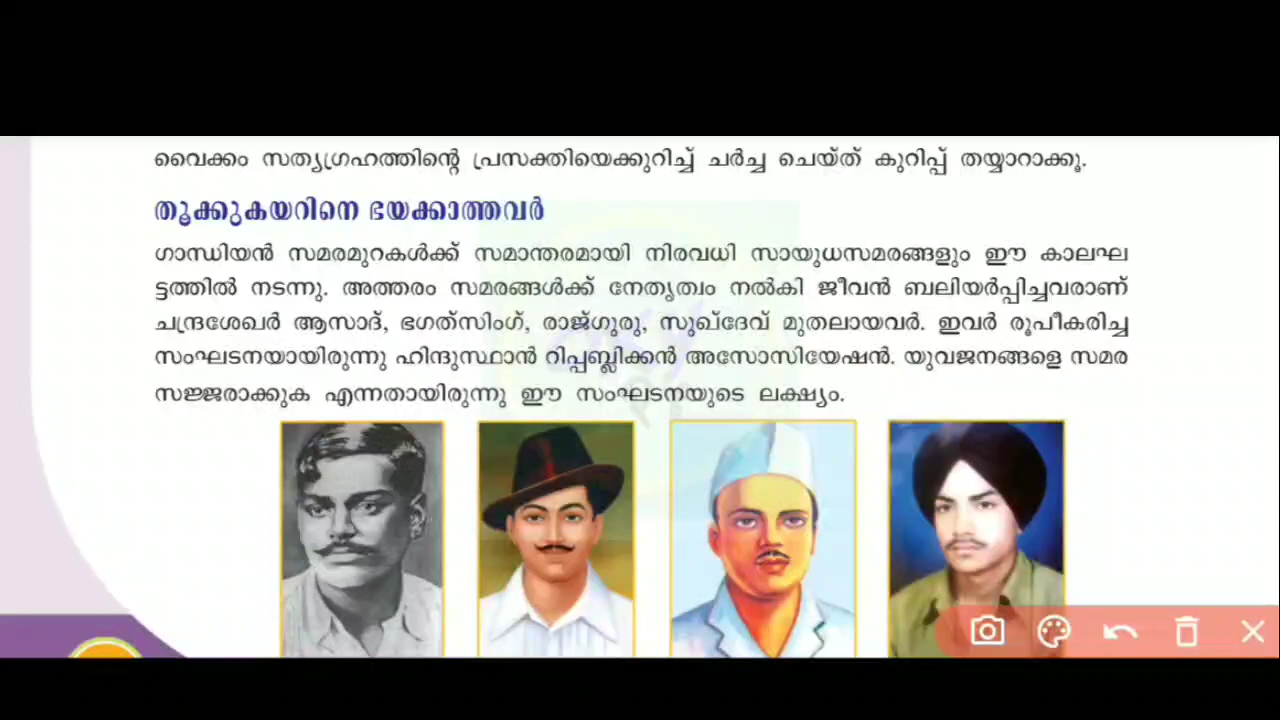 വൈക്കം സത്യഗ്രഹത്തിന്റെ പ്രസക്തിയെക്കുറിച്ച് ചർച്ച ചെയ്ത് കുറിപ്പ് തയ്യാറാക്കൂ.
തൂക്കുകയറിനെ ഭയക്കാത്തവർ
ഗാന്ധിയൻ സമരമുറകൾക്ക് സമാന്തരമായി നിരവധി സായുധസമരങ്ങളും ഈ കാലഘ
ട്ടത്തിൽ നടന്നു. അത്തരം സമരങ്ങൾക്ക് നേതൃത്വം നൽകി ജീവൻ ബലിയർപ്പിച്ചവരാണ്
ചന്ദ്രശേഖർ ആസാദ്, ഭഗത്സിംഗ്, രാജ്ഗുരു, സുഖ്ദേവ് മുതലായവർ. ഇവർ രൂപീകരിച്ച
സംഘടനയായിരുന്നു ഹിന്ദുസ്ഥാൻ റിപ്പബ്ലിക്കൻ അസോസിയേഷൻ. യുവജനങ്ങളെ സമര
സജ്ജരാക്കുക എന്നതായിരുന്നു ഈ സംഘടനയുടെ ലക്ഷ്യം.